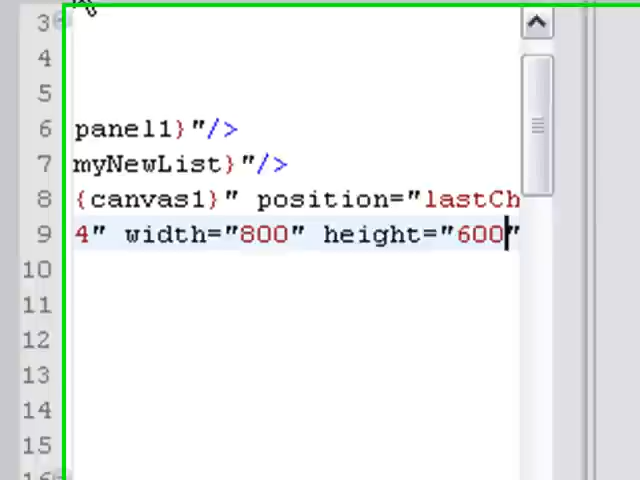 3
4
5
6 panel1}"/>
7 myNewList}"/>
8 {canvas1}" position="lastCh
9 4" width="800" height="600"
10
11
12
13
14
15
16